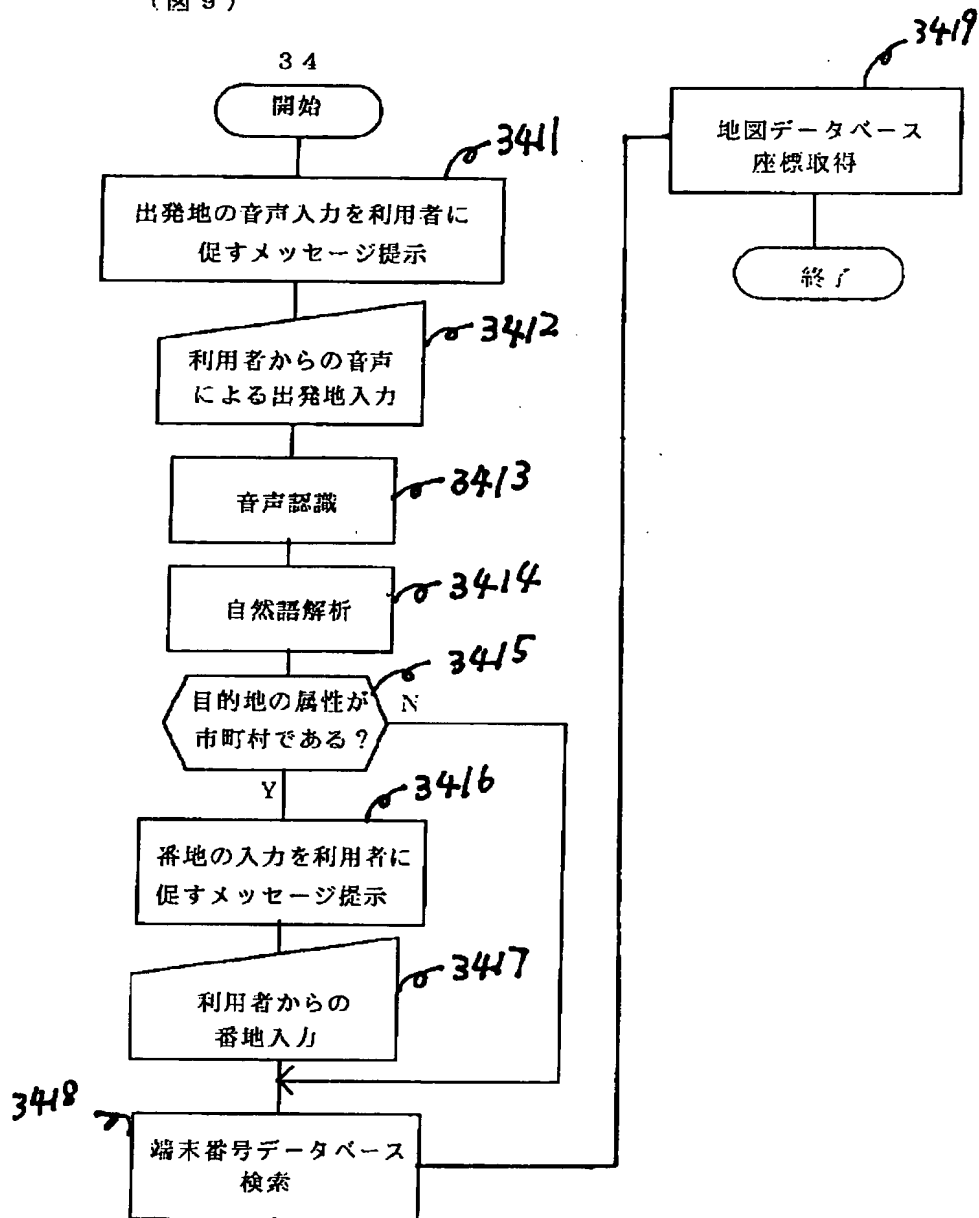 （図９）
３４
開始
3411
出発地の音声入力を利用者に
促すメッセージ提示
3412
利用者からの音声
による出発地入力
3413
音声認識
3414
自然語解析
3415
目的地の属性が
市町村である？
N
Y
3416
番地の入力を利用者に
促すメッセージ提示
3417
利用者からの
番地入力
3418
端末番号データベース
検索
3419
地図データベース
座標取得
終了